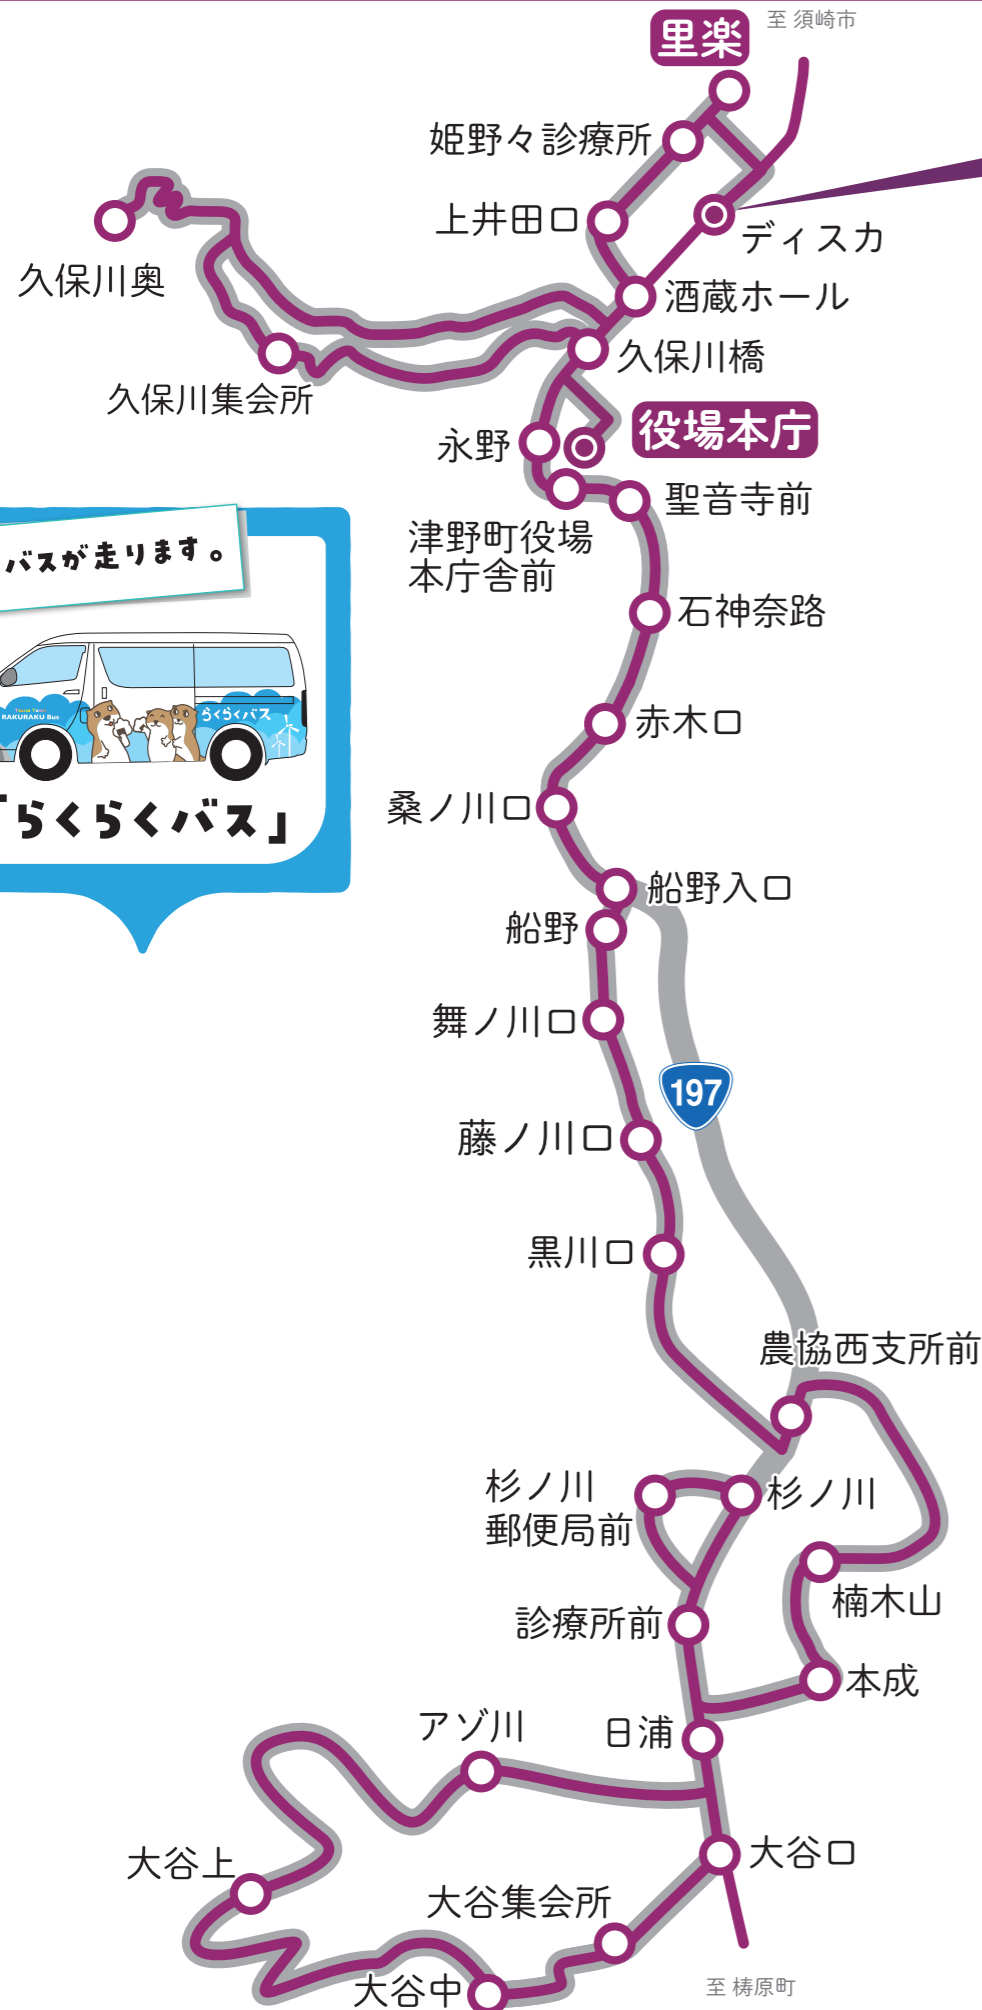 至 須崎市
里楽
姫野々診療所
上井田口
ディスカ
久保川奥
酒蔵ホール
久保川橋
久保川集会所
役場本庁
永野
聖音寺前
津野町役場
本庁舎前
バスが走ります。
石神奈路
Tsuno Town
RAKURAKU Bus
らくらくバス
赤木口
「らくらくバス」
桑ノ川口
船野入口
船野
舞ノ川口
197
藤ノ川口
黒川口
農協西支所前
杉ノ川
郵便局前
杉ノ川
楠木山
診療所前
本成
アゾ川
日浦
大谷口
大谷上
大谷集会所
大谷中
至 梼原町